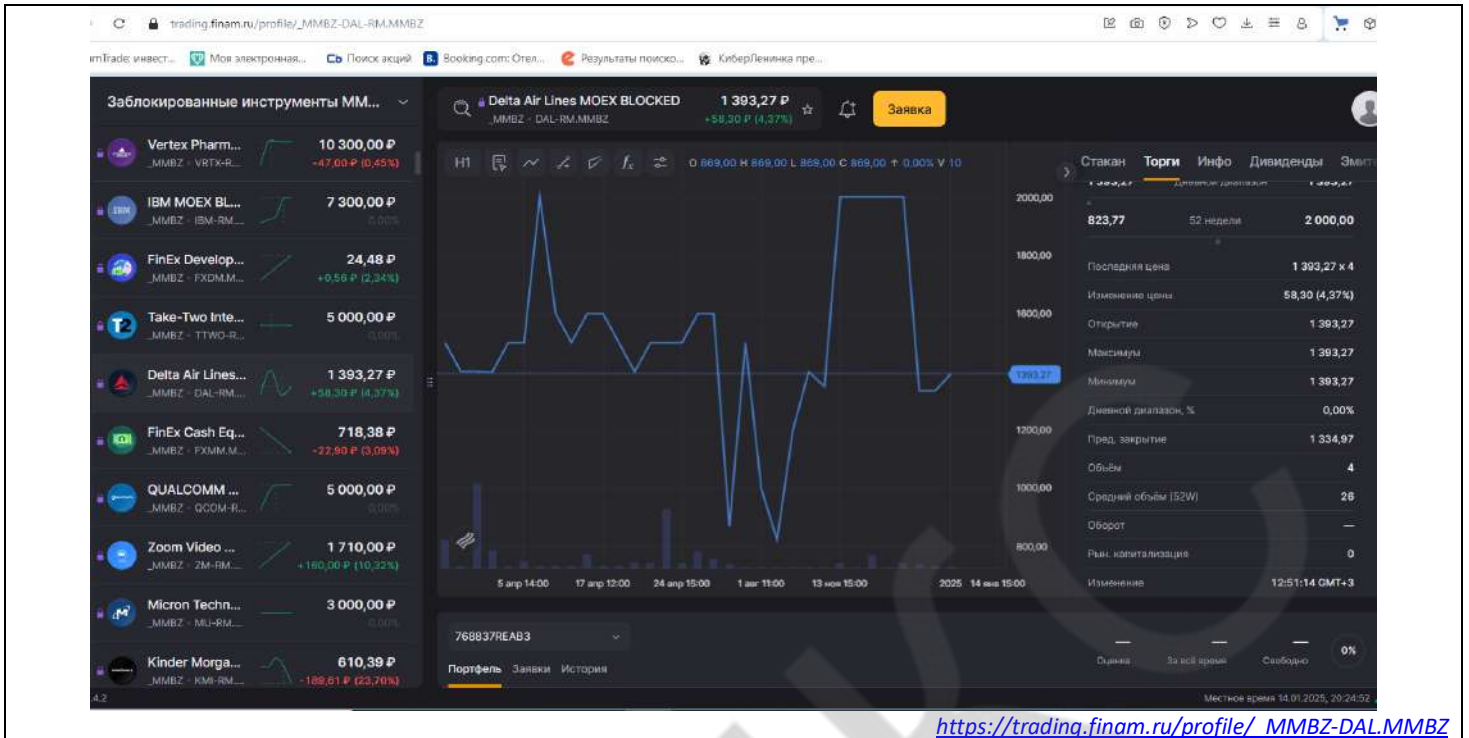 trading.finam.ru/profile/_MMBZ-DAL-RM.MMBZ
Моя электронная... Поиск акций Booking.com: Отел... Результаты поиско... КиберЛенинка пре...
Заблокированные инструменты ММ...
Delta Air Lines MOEX BLOCKED 1 393,27 ₽ Заявка
_MMBZ - DAL-RM.MMBZ +58,30 ₽ (4,37%)
Vertex Pharm... 10 300,00 ₽
_MMBZ - VRTX-R... -47,00 ₽ (0,45%)
IBM MOEX BL... 7 300,00 ₽
_MMBZ - IBM-RM.... 0,00%
FinEx Develop... 24,48 ₽
_MMBZ - FXDM.M... +0,56 ₽ (2,34%)
Take-Two Inte... 5 000,00 ₽
_MMBZ - TTWO-R... 0,00%
Delta Air Lines... 1 393,27 ₽
_MMBZ - DAL-RM.... +58,30 ₽ (4,37%)
FinEx Cash Eq... 718,38 ₽
_MMBZ - FXMM.M... -22,90 ₽ (3,09%)
QUALCOMM ... 5 000,00 ₽
_MMBZ - QCOM-R... 0,00%
Zoom Video ... 1 710,00 ₽
_MMBZ - ZM-RM.... +160,00 ₽ (10,32%)
Micron Techn... 3 000,00 ₽
_MMBZ - MU-RM.... 0,00%
Kinder Morga... 610,39 ₽
_MMBZ - KMI-RM.... -189,61 ₽ (23,70%)
H1 O 869,00 H 869,00 L 869,00 C 869,00 0,00% V 10
2000,00
1800,00
1600,00
1393,27
1200,00
1000,00
800,00
5 апр 14:00 17 апр 12:00 24 апр 15:00 1 авг 11:00 13 ноя 15:00 2025 14 янв 15:00
Стакан Торги Инфо Дивиденды Эмит
1 393,27 Дневной диапазон 1 393,27
823,77 52 недели 2 000,00
Последняя цена 1 393,27 x 4
Изменение цены 58,30 (4,37%)
Открытие 1 393,27
Максимум 1 393,27
Минимум 1 393,27
Дневной диапазон, % 0,00%
Пред. закрытие 1 334,97
Объём 4
Средний объём (52W) 26
Оборот —
Рын. капитализация 0
Изменение 12:51:14 GMT+3
768837REAB3
Портфель Заявки История
— — — 0%
Оценка За всё время Свободно
4.2 Местное время 14.01.2025, 20:24:52
https://trading.finam.ru/profile/_MMBZ-DAL.MMBZ